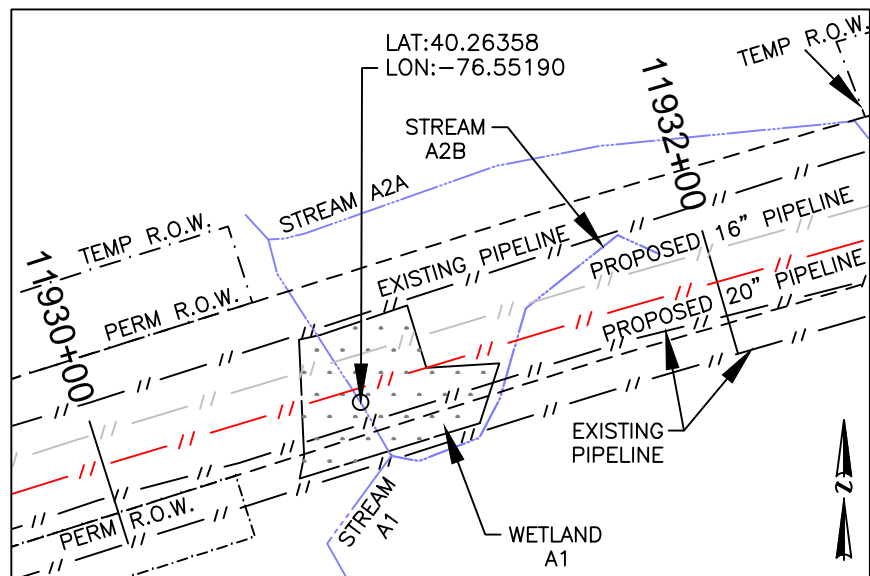 LAT:40.26358
LON:-76.55190
TEMP R.O.W.
11932+00
STREAM
A2B
STREAM A2A
TEMP R.O.W.
EXISTING PIPELINE
PROPOSED 16" PIPELINE
11930+00
PERM R.O.W.
PROPOSED 20" PIPELINE
EXISTING
PIPELINE
PERM R.O.W.
STREAM
A1
WETLAND
A1
N